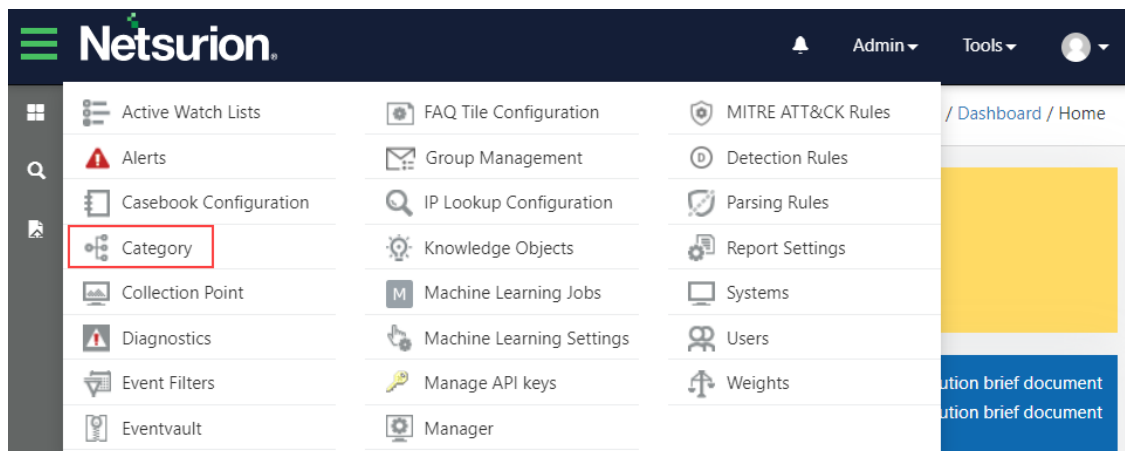 Netsurion®
Admin
Tools
Active Watch Lists
FAQ Tile Configuration
MITRE ATT&CK Rules
/ Dashboard / Home
Alerts
Group Management
D
Detection Rules
Casebook Configuration
IP Lookup Configuration
Parsing Rules
Category
Knowledge Objects
Report Settings
Collection Point
M
Machine Learning Jobs
Systems
Diagnostics
Machine Learning Settings
Users
Event Filters
Manage API keys
Weights
ution brief document
Eventvault
Manager
ution brief document